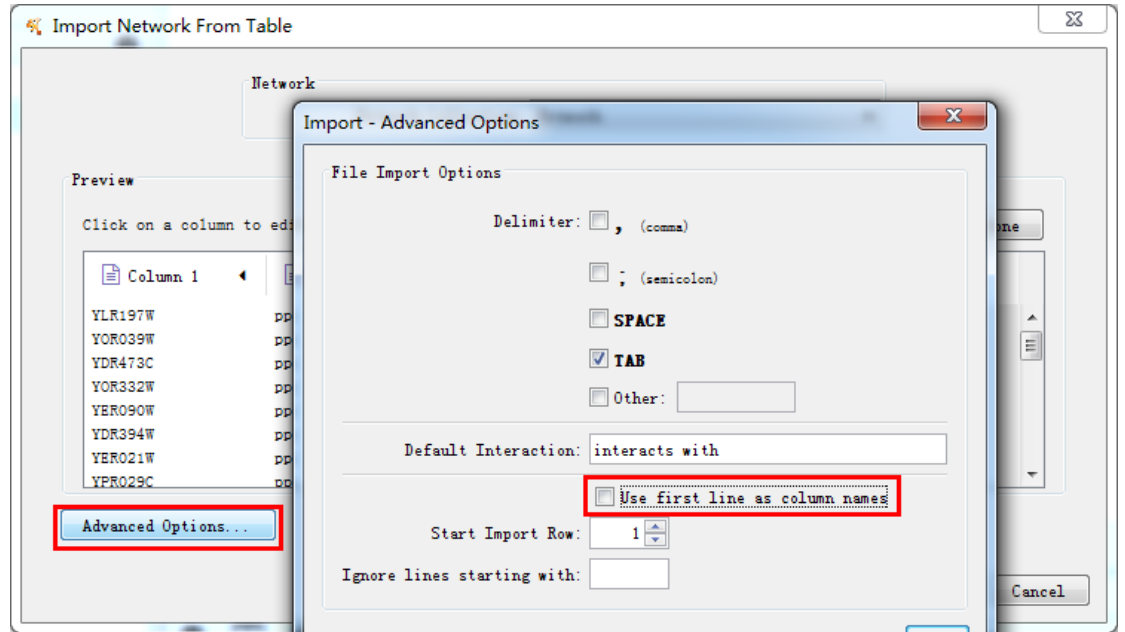 Import Network From Table
Network
Import - Advanced Options
File Import Options
Preview
Delimiter: , (comma)
Click on a column to
; (semicolon)
Column 1
SPACE
YLR197W
YOR039W
TAB
YDR473C
YOR332W
Other:
YER090W
YDR394W
Default Interaction: interacts with
YER021W
YPR029C
Use first line as column names
Advanced Options...
Start Import Row: 1
Ignore lines starting with:
Cancel